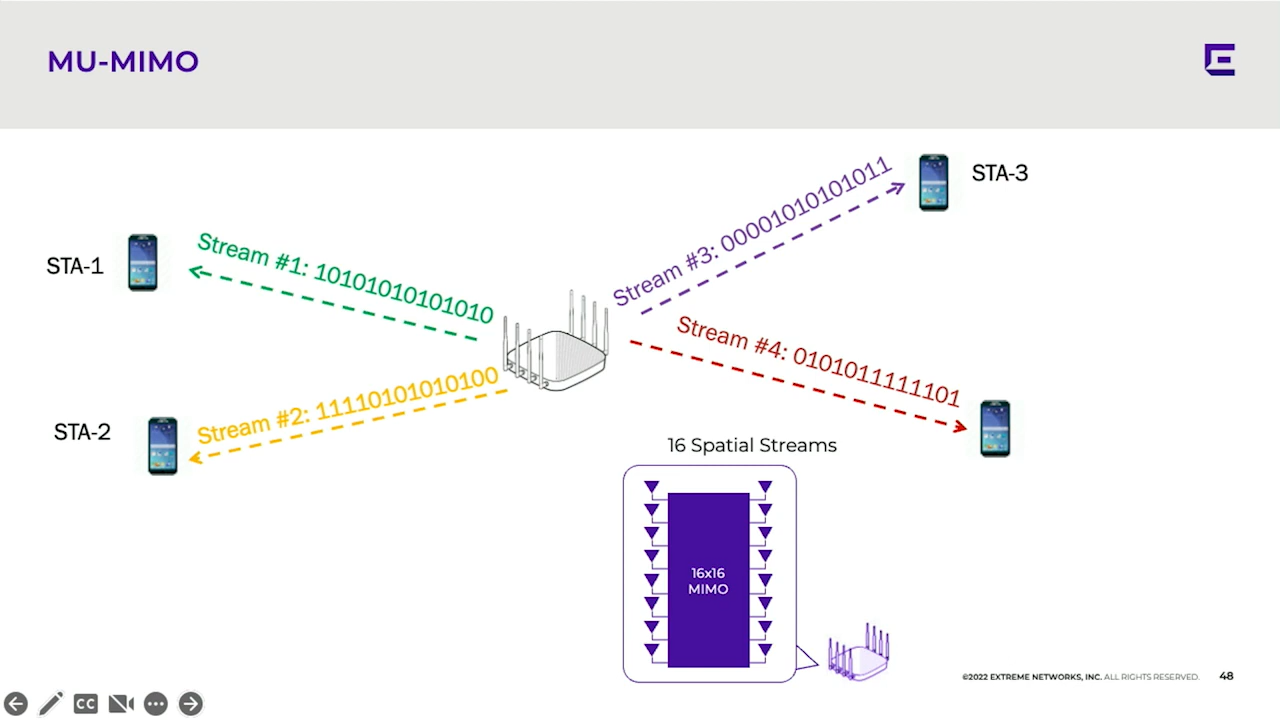 MU-MIMO
STA-3
Stream #3: 00001010101011
STA-1
Stream #1: 10101010101010
Stream #4: 0101011111101
Stream #2: 11110101010100
STA-2
16 Spatial Streams
16x16
MIMO
©2022 EXTREME NETWORKS, INC. ALL RIGHTS RESERVED.
48
CC